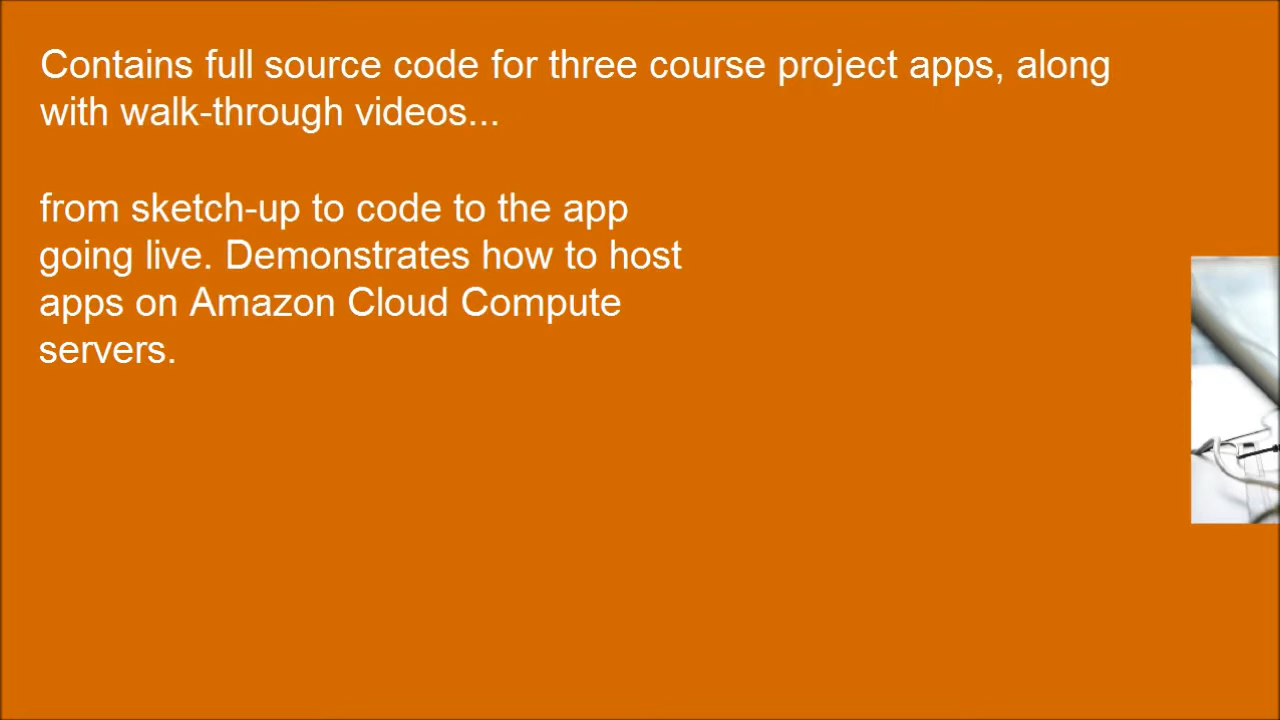 Contains full source code for three course project apps, along
with walk-through videos...
from sketch-up to code to the app
going live. Demonstrates how to host
apps on Amazon Cloud Compute
servers.